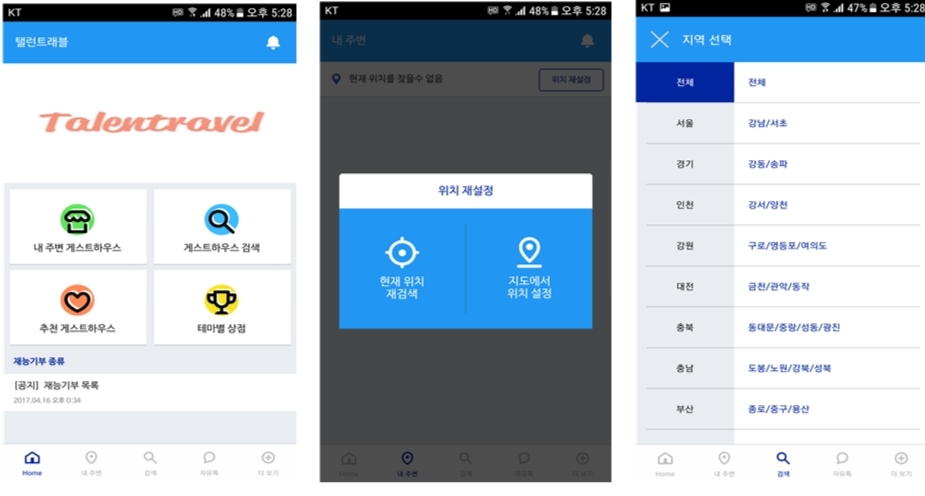 KT
48% 오후 5:28
탤런트래블
Talentravel
내 주변 게스트하우스
게스트하우스 검색
추천 게스트하우스
테마별 상점
재능기부 종류
[공지] 재능기부 목록
2017.04.16 오후 0:34
Home
내 주변
검색
자유톡
더 보기
KT
48% 오후 5:28
내 주변
현재 위치를 찾을수 없음
위치 재설정
위치 재설정
현재 위치
재검색
지도에서
위치 설정
Home
내 주변
검색
자유톡
더 보기
KT
47% 오후 5:28
지역 선택
전체
전체
서울
강남/서초
경기
강동/송파
인천
강서/양천
강원
구로/영등포/여의도
대전
금천/관악/동작
충북
동대문/중랑/성동/광진
충남
도봉/노원/강북/성북
부산
종로/중구/용산
Home
내 주변
검색
자유톡
더 보기